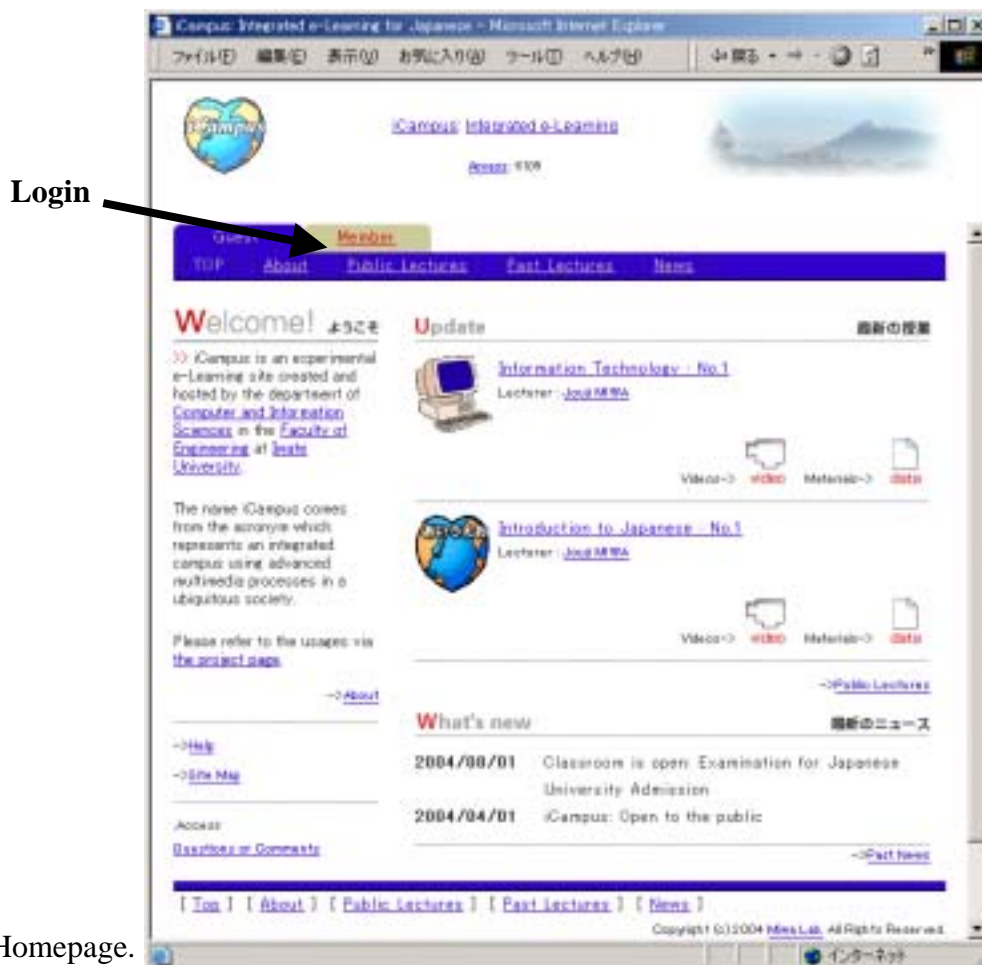 iCampus: Integrated e-Learning for Japanese - Microsoft Internet Explorer
ファイル(F) 編集(E) 表示(V) お気に入り(A) ツール(T) ヘルプ(H) 戻る
iCampus
iCampus: Integrated e-Learning
Access:
Login
Guest Member
TOP About Public Lectures Past Lectures News
Welcome! ようこそ
>> iCampus is an experimental
e-Learning site created and
hosted by the department of
Computer and Information
Sciences in the Faculty of
Engineering at Iwate
University.
The name iCampus comes
from the acronym which
represents an integrated
campus using advanced
multimedia processes in a
ubiquitous society.
Please refer to the usages via
the project page.
->About
->Help
->Site Map
Access
Questions or Comments
Update 最新の授業
Information Technology : No.1
Lecturer : Jouji MIWA
Videos-> video Materials-> data
Introduction to Japanese : No.1
Lecturer : Jouji MIWA
Videos-> video Materials-> data
->Public Lectures
What's new 最新のニュース
2004/08/01 Classroom is open: Examination for Japanese
University Admission
2004/04/01 iCampus: Open to the public
->Past News
[ Top ] [ About ] [ Public Lectures ] [ Past Lectures ] [ News ]
Copyright (c) 2004 Miwa Lab. All Rights Reserved.
インターネット
Homepage.